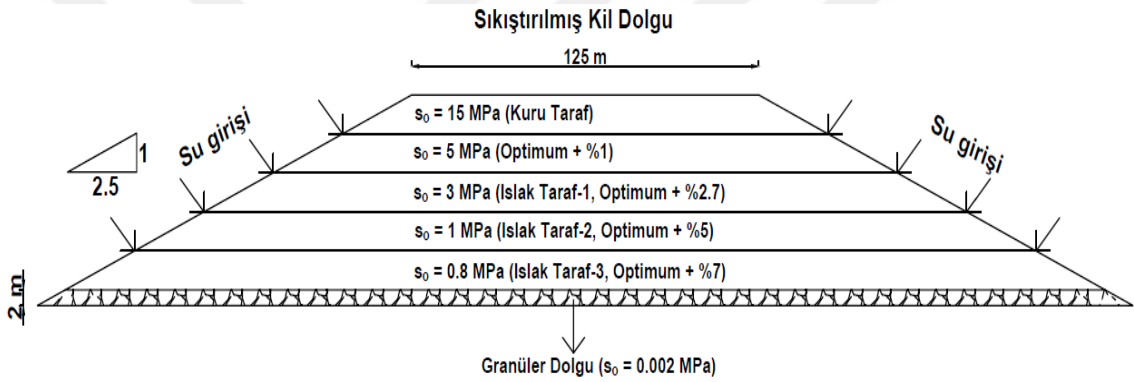 Sıkıştırılmış Kil Dolgu
125 m
s₀ = 15 MPa (Kuru Taraf)
Su girişi
Su girişi
s₀ = 5 MPa (Optimum + %1)
1
2.5
s₀ = 3 MPa (Islak Taraf-1, Optimum + %2.7)
s₀ = 1 MPa (Islak Taraf-2, Optimum + %5)
s₀ = 0.8 MPa (Islak Taraf-3, Optimum + %7)
2 m
Granüler Dolgu (s₀ = 0.002 MPa)